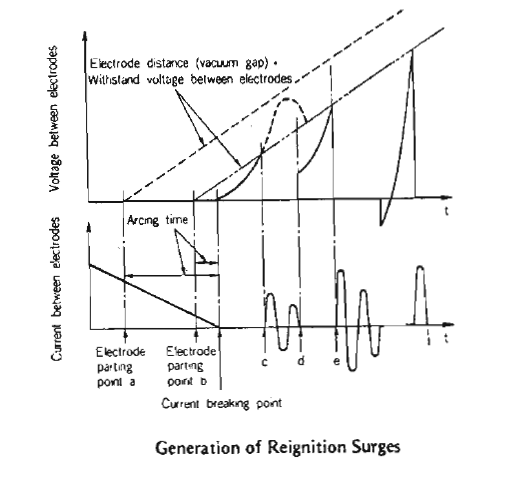 Voltage between electrodes
Electrode distance (vacuum gap) •
Withstand voltage between electrodes
t
Current between electrodes
Arcing time
t
Electrode
parting
point a
Electrode
parting
point b
c
d
e
Current breaking point
Generation of Reignition Surges